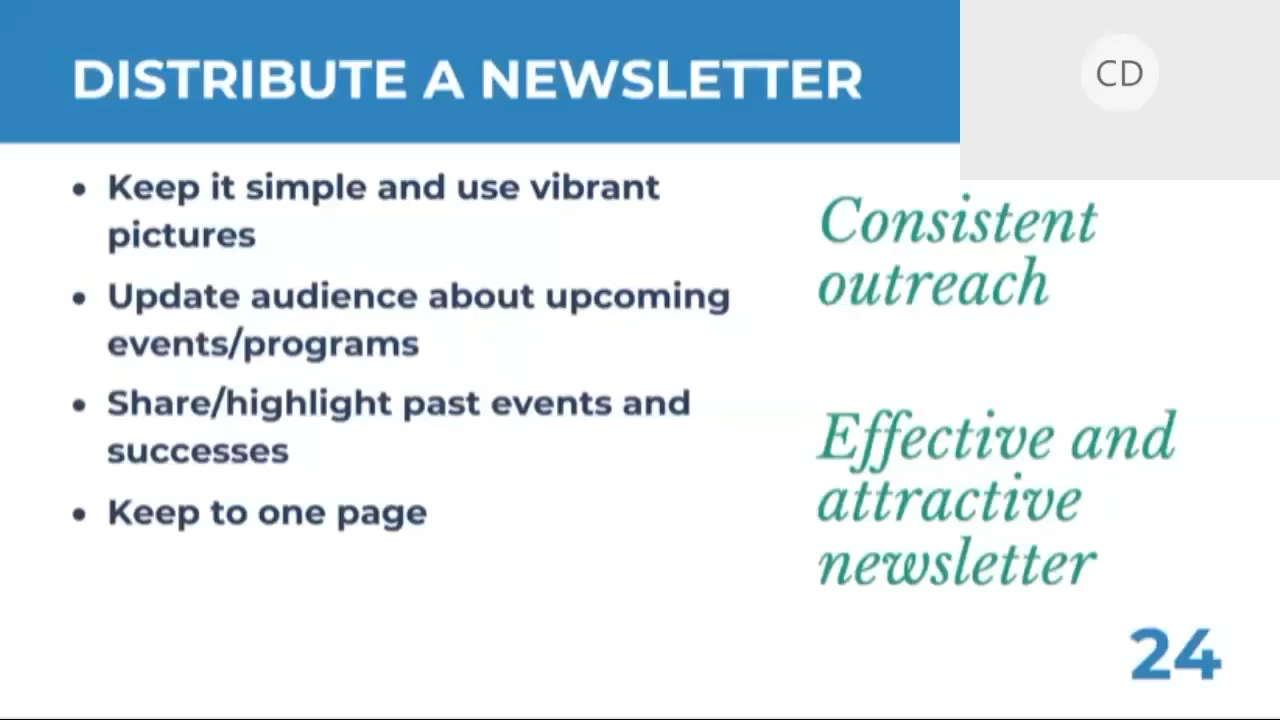 DISTRIBUTE A NEWSLETTER
CD
• Keep it simple and use vibrant
pictures
• Update audience about upcoming
events/programs
• Share/highlight past events and
successes
• Keep to one page
Consistent
outreach
Effective and
attractive
newsletter
24